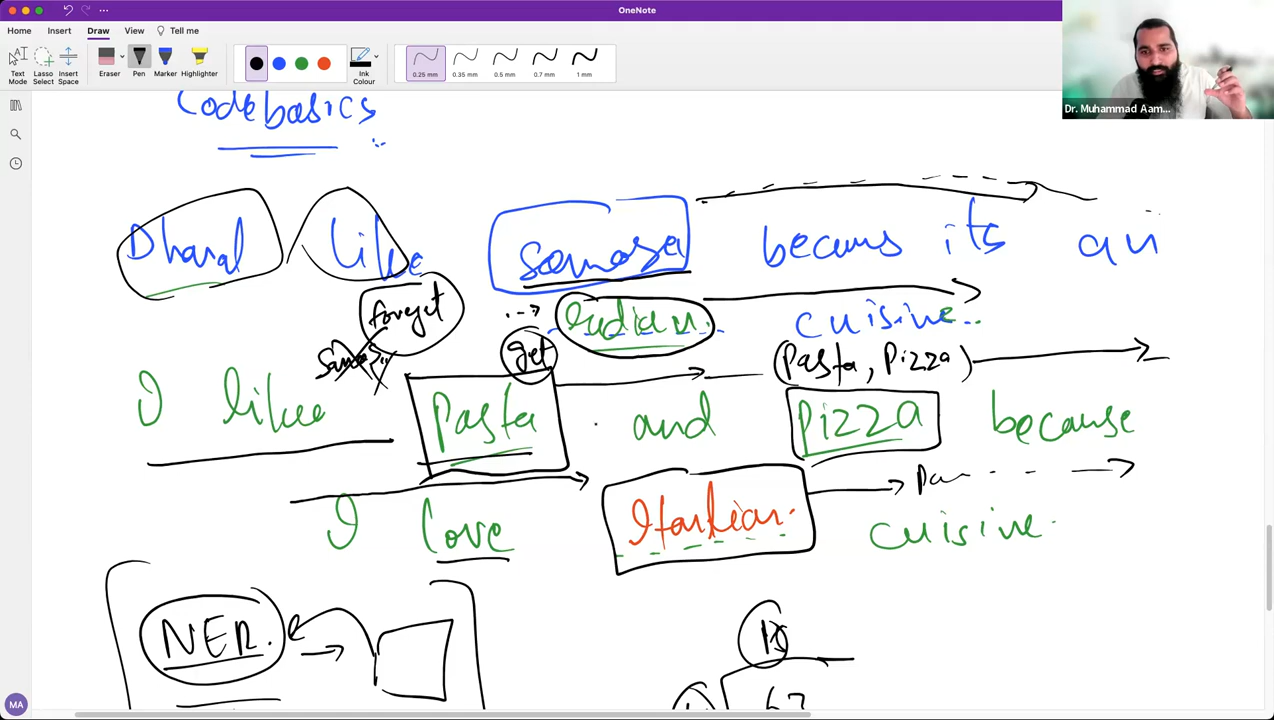 OneNote
Home Insert Draw View Tell me
Text Mode
Lasso Select
Insert Space
Eraser
Pen
Marker
Highlighter
Ink Colour
0.25 mm
0.35 mm
0.5 mm
0.7 mm
1 mm
Dr. Muhammad Aam...
Codebasics
Dhaval like samosa becaus its an
forget Indian cuisine.
get (Pasta, Pizza)
I like Pasta and Pizza because
I love Italian. cuisine.
NER.
MA